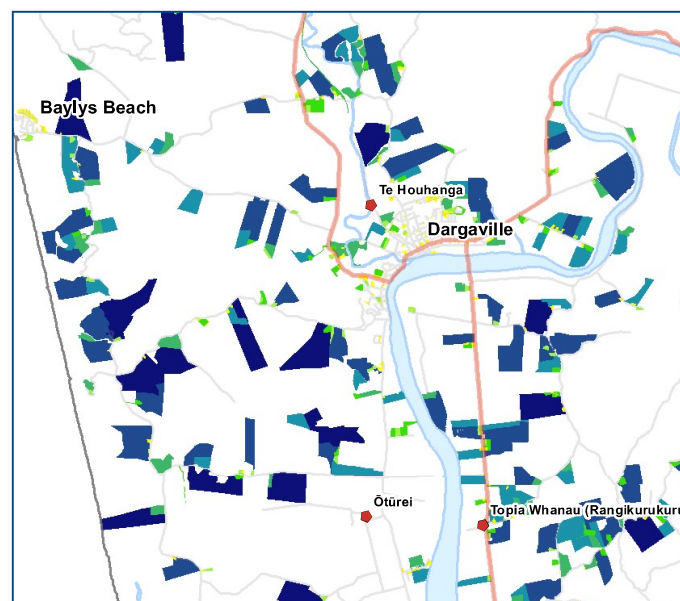 Baylys Beach
Te Houhanga
Dargaville
Ōtūrei
Topia Whanau (Rangikurukuru